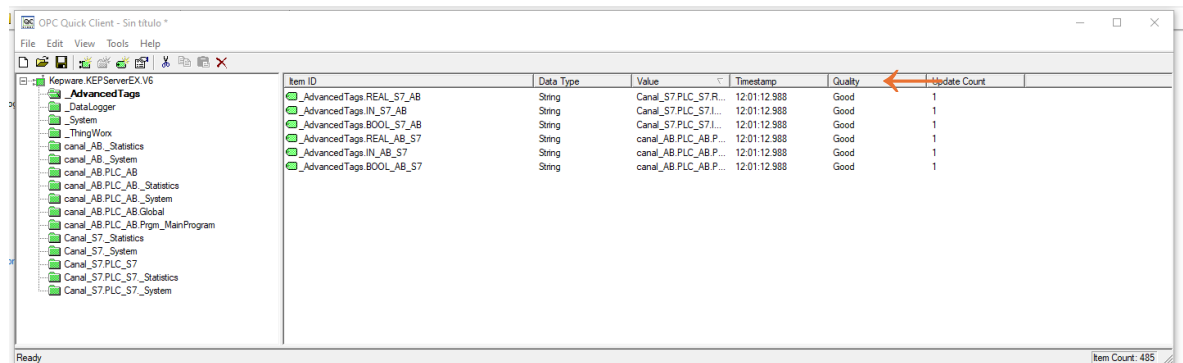 OPC Quick Client - Sin título *
File Edit View Tools Help
Kepware.KEPServerEX.V6
_AdvancedTags
_DataLogger
_System
_ThingWorx
canal_AB._Statistics
canal_AB._System
canal_AB.PLC_AB
canal_AB.PLC_AB._Statistics
canal_AB.PLC_AB._System
canal_AB.PLC_AB.Global
canal_AB.PLC_AB.Prgm_MainProgram
Canal_S7._Statistics
Canal_S7._System
Canal_S7.PLC_S7
Canal_S7.PLC_S7._Statistics
Canal_S7.PLC_S7._System
Item ID Data Type Value Timestamp Quality Update Count
_AdvancedTags.REAL_S7_AB String Canal_S7.PLC_S7.R... 12:01:12.988 Good 1
_AdvancedTags.IN_S7_AB String Canal_S7.PLC_S7.I... 12:01:12.988 Good 1
_AdvancedTags.BOOL_S7_AB String Canal_S7.PLC_S7.I... 12:01:12.988 Good 1
_AdvancedTags.REAL_AB_S7 String canal_AB.PLC_AB.P... 12:01:12.988 Good 1
_AdvancedTags.IN_AB_S7 String canal_AB.PLC_AB.P... 12:01:12.988 Good 1
_AdvancedTags.BOOL_AB_S7 String canal_AB.PLC_AB.P... 12:01:12.988 Good 1
Ready Item Count: 485